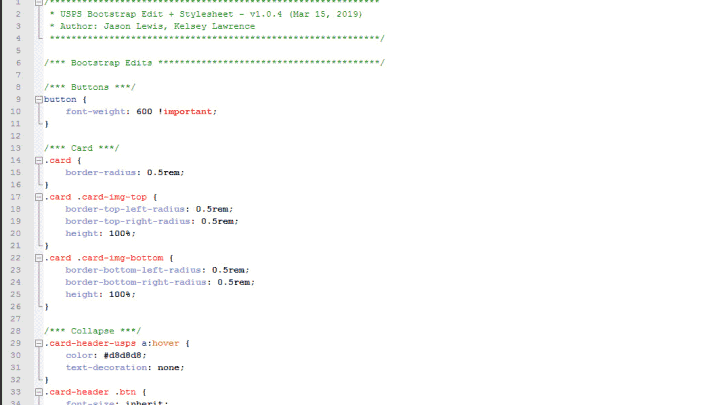 1 /*************************************************************
2 * USPS Bootstrap Edit + Stylesheet - v1.0.4 (Mar 15, 2019)
3 * Author: Jason Lewis, Kelsey Lawrence
4 *************************************************************/
5
6 /*** Bootstrap Edits *****************************************/
7
8 /*** Buttons ***/
9 button {
10 font-weight: 600 !important;
11 }
12
13 /*** Card ***/
14 .card {
15 border-radius: 0.5rem;
16 }
17 .card .card-img-top {
18 border-top-left-radius: 0.5rem;
19 border-top-right-radius: 0.5rem;
20 height: 100%;
21 }
22 .card .card-img-bottom {
23 border-bottom-left-radius: 0.5rem;
24 border-bottom-right-radius: 0.5rem;
25 height: 100%;
26 }
27
28 /*** Collapse ***/
29 .card-header-usps a:hover {
30 color: #d8d8d8;
31 text-decoration: none;
32 }
33 .card-header .btn {
34 font-size: inherit;